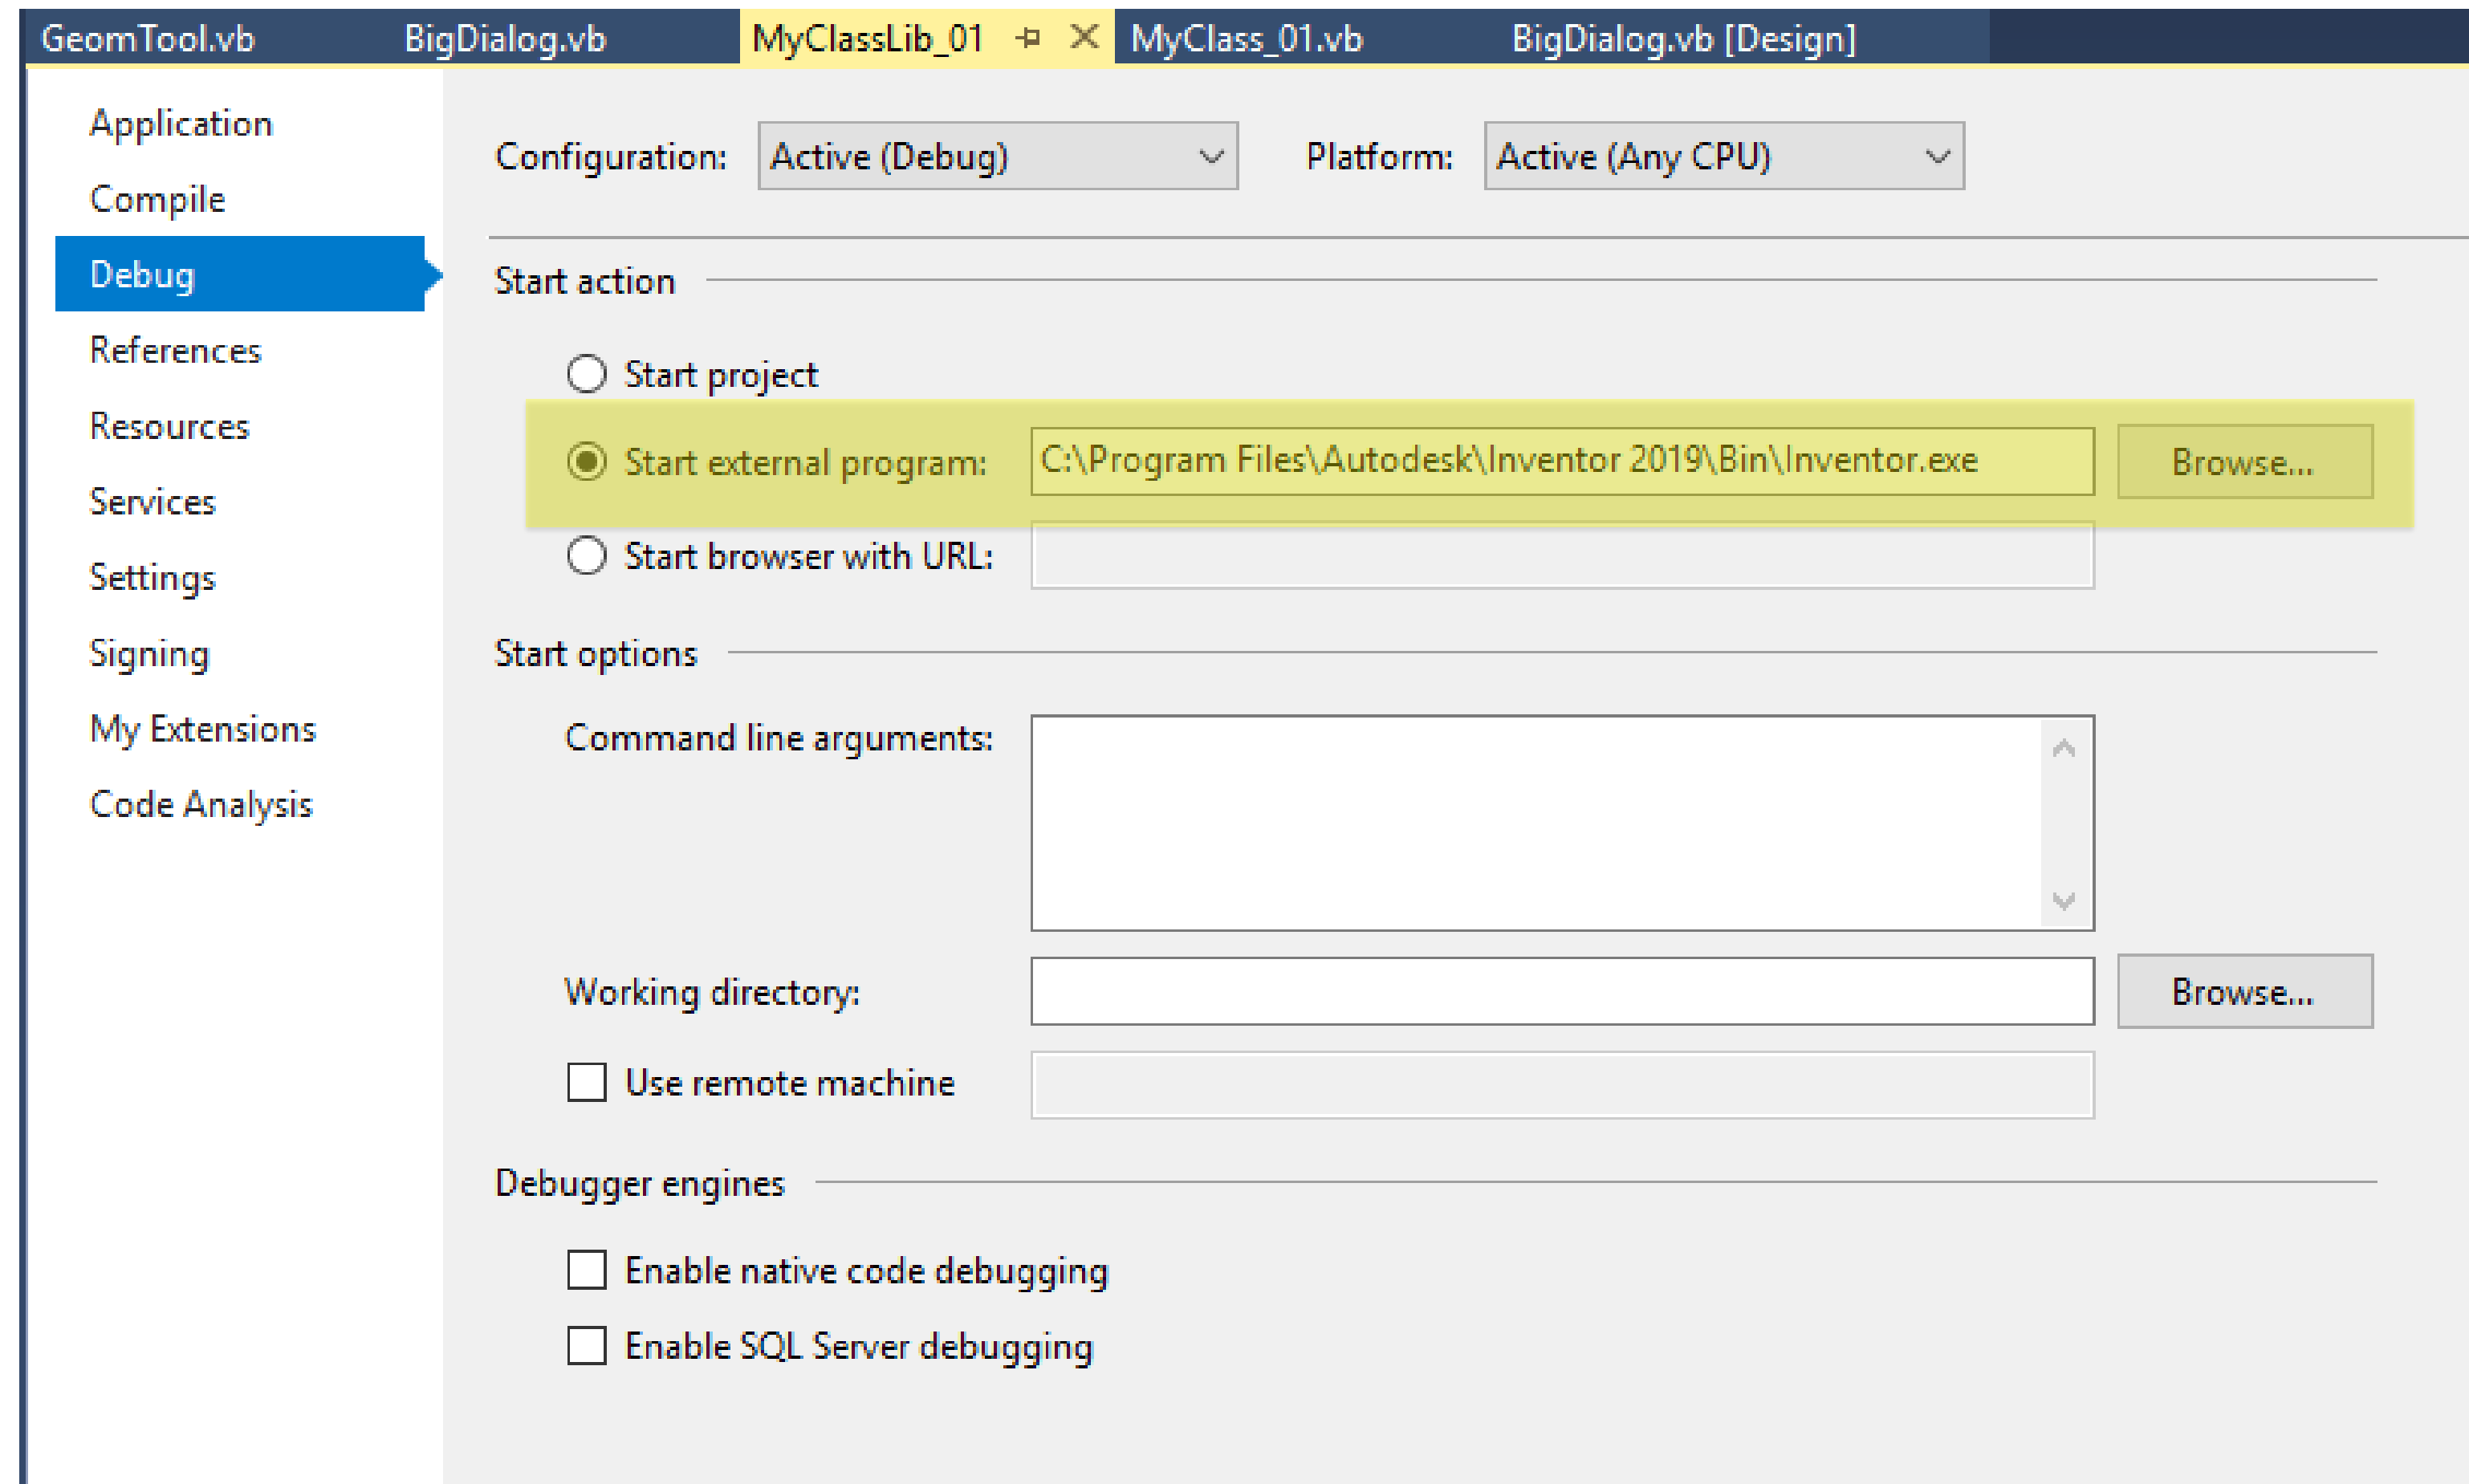 GeomTool.vb BigDialog.vb MyClassLib_01 MyClass_01.vb BigDialog.vb [Design]
Application
Compile
Debug
References
Resources
Services
Settings
Signing
My Extensions
Code Analysis
Configuration: Active (Debug) Platform: Active (Any CPU)
Start action
Start project
Start external program: C:\Program Files\Autodesk\Inventor 2019\Bin\Inventor.exe Browse...
Start browser with URL:
Start options
Command line arguments:
Working directory: Browse...
Use remote machine
Debugger engines
Enable native code debugging
Enable SQL Server debugging